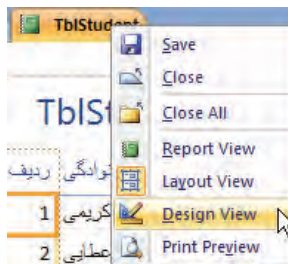 TblStudent
Save
Close
Close All
Report View
Layout View
Design View
Print Preview
TblSt
ردیف
کریمی 1
عطایی 2